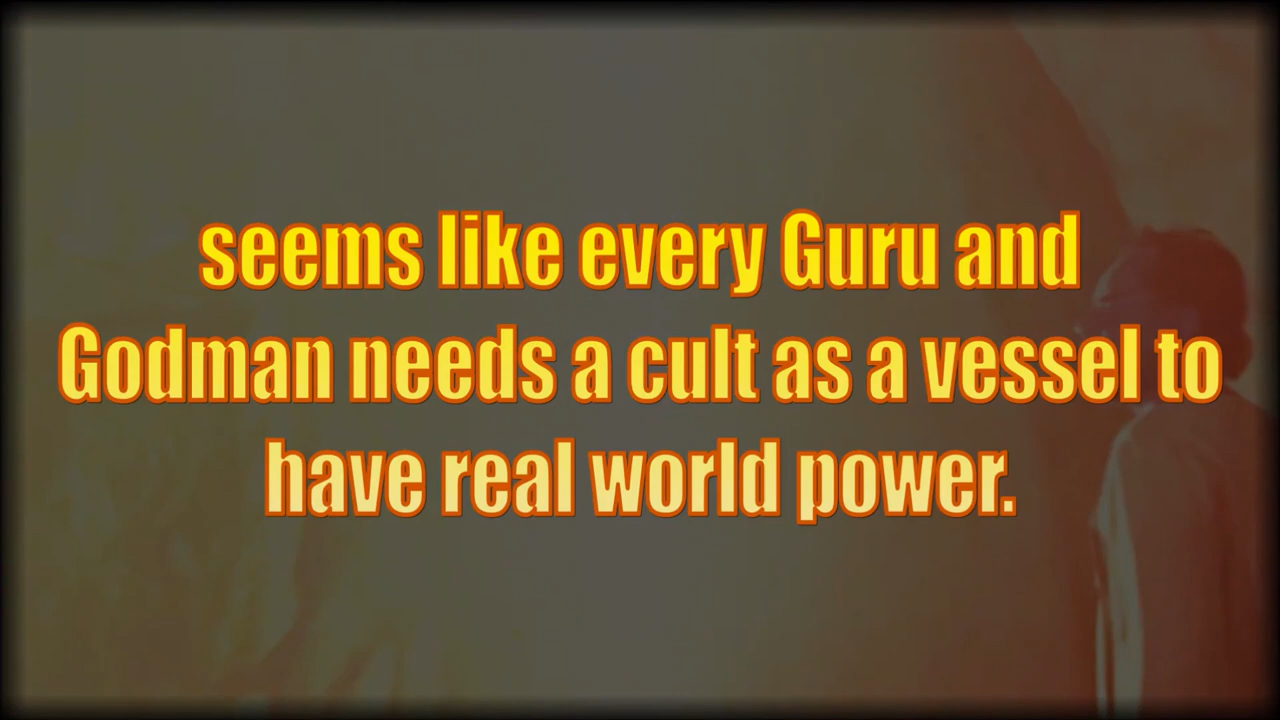 seems like every Guru and
Godman needs a cult as a vessel to
have real world power.